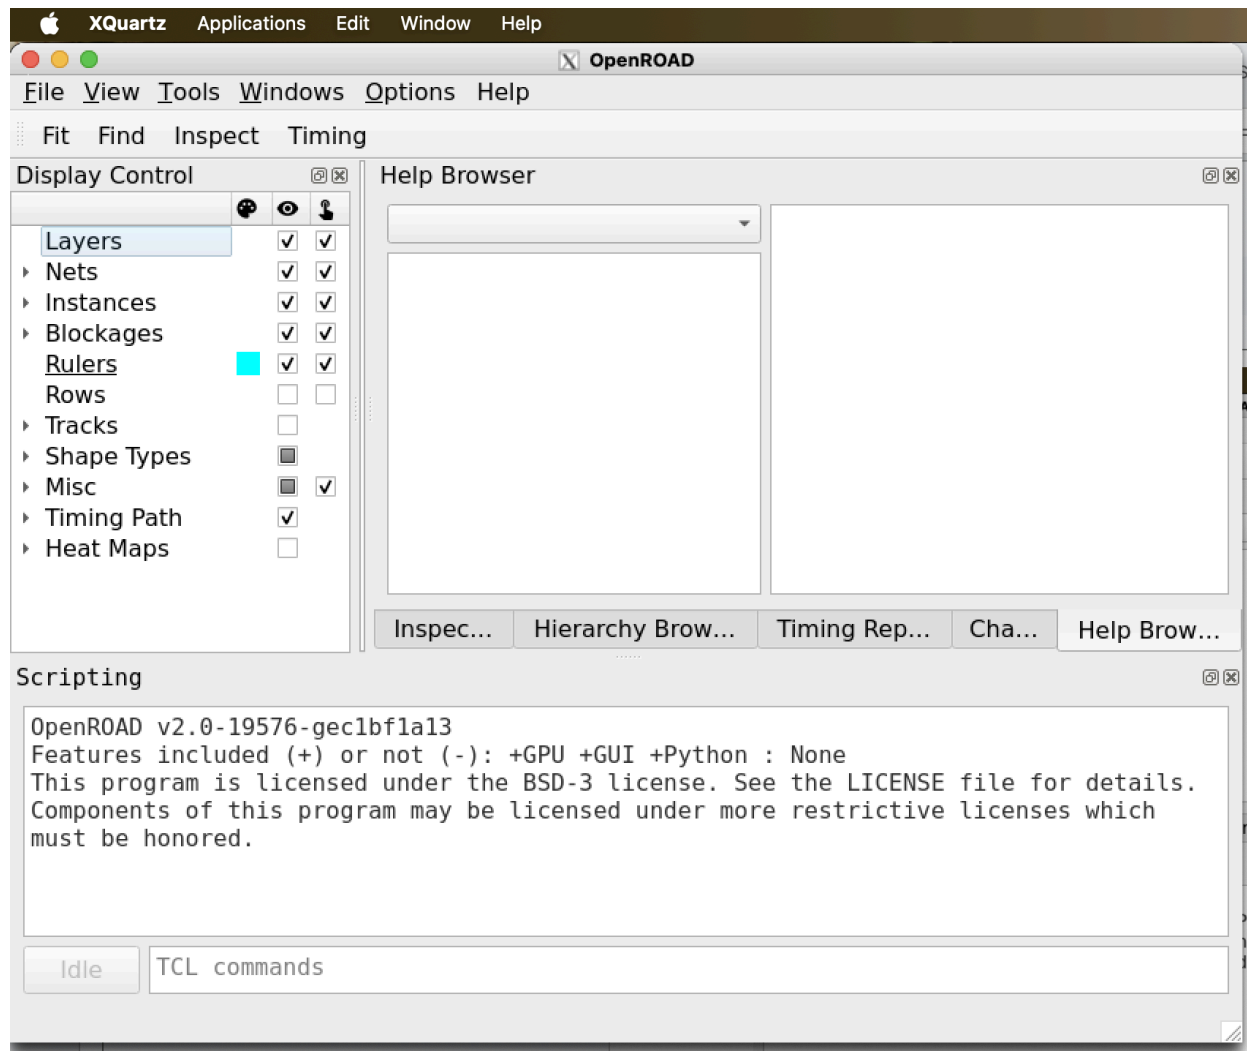 XQuartz Applications Edit Window Help
OpenROAD
File View Tools Windows Options Help
Fit Find Inspect Timing
Display Control
Layers
Nets
Instances
Blockages
Rulers
Rows
Tracks
Shape Types
Misc
Timing Path
Heat Maps
Help Browser
Inspec... Hierarchy Brow... Timing Rep... Cha... Help Brow...
Scripting
OpenROAD v2.0-19576-gec1bf1a13
Features included (+) or not (-): +GPU +GUI +Python : None
This program is licensed under the BSD-3 license. See the LICENSE file for details.
Components of this program may be licensed under more restrictive licenses which
must be honored.
Idle TCL commands